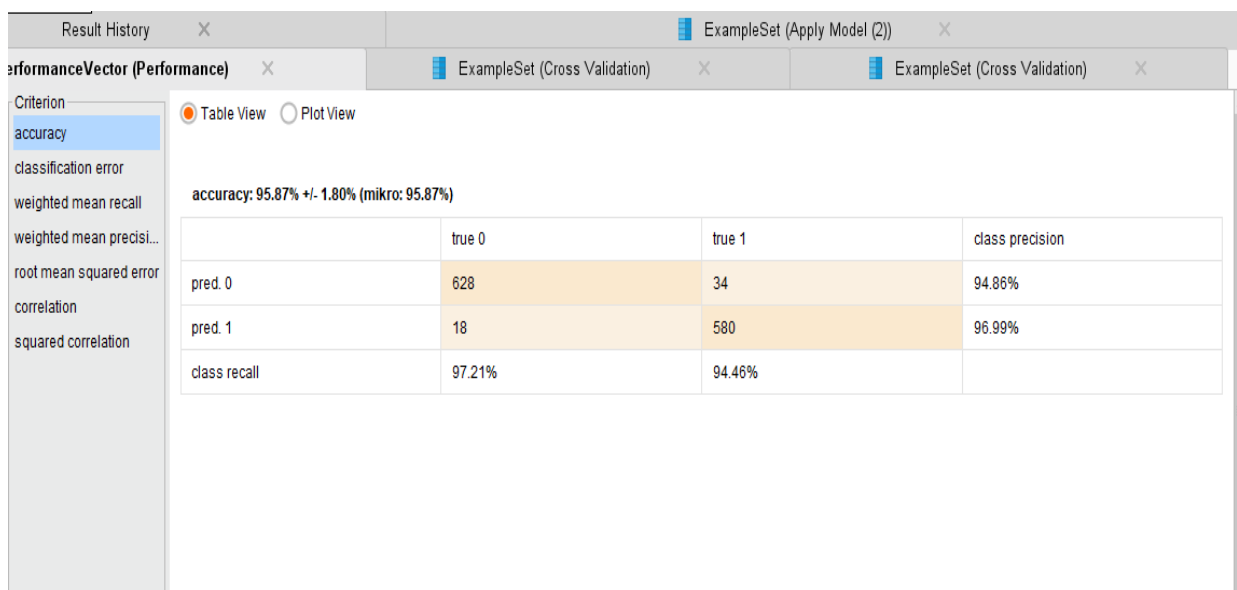 Result History
ExampleSet (Apply Model (2))
erformanceVector (Performance)
ExampleSet (Cross Validation)
ExampleSet (Cross Validation)
Criterion
accuracy
classification error
weighted mean recall
weighted mean precisi...
root mean squared error
correlation
squared correlation
Table View Plot View
accuracy: 95.87% +/- 1.80% (mikro: 95.87%)
true 0 true 1 class precision
pred. 0 628 34 94.86%
pred. 1 18 580 96.99%
class recall 97.21% 94.46%